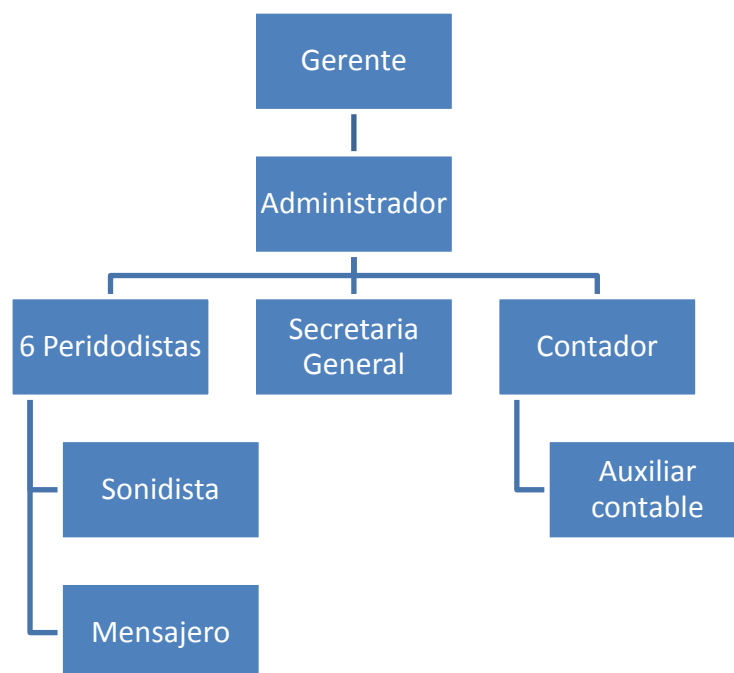 Gerente
Administrador
6 Peridodistas
Secretaria
General
Contador
Sonidista
Auxiliar
contable
Mensajero